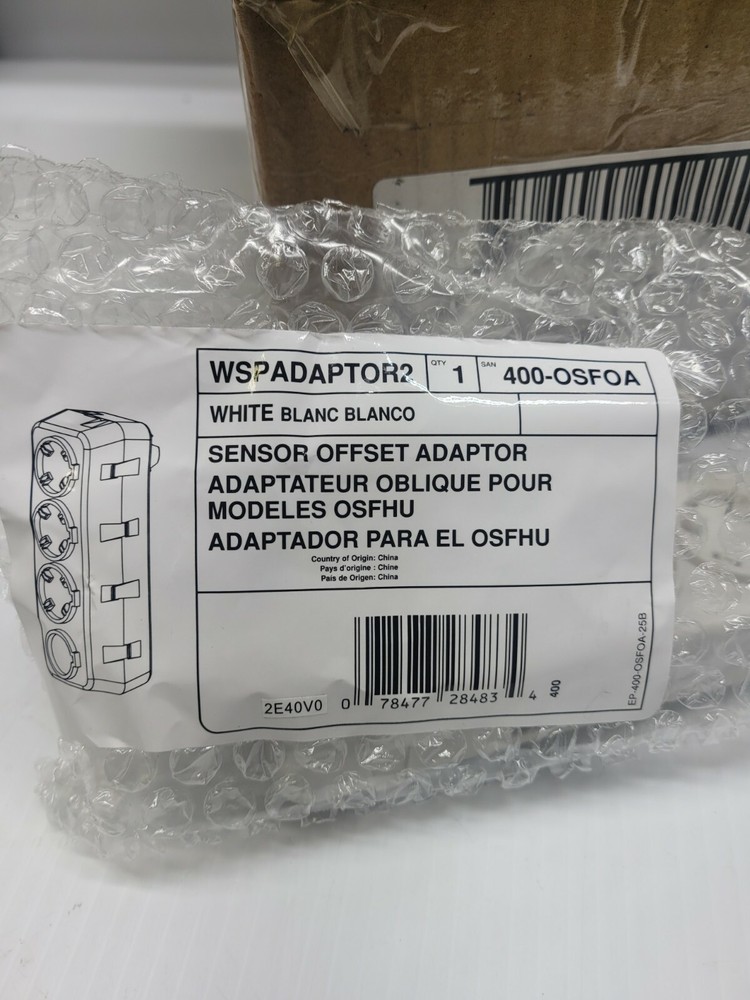 WSPADAPTOR2 QTY 1 SAN 400-OSFOA
WHITE BLANC BLANCO
SENSOR OFFSET ADAPTOR
ADAPTATEUR OBLIQUE POUR
MODELES OSFHU
ADAPTADOR PARA EL OSFHU
Country of Origin: China
Pays d'origine : Chine
País de Origen: China
2E40V0 0 78477 28483 4 400
EP-400-OSFOA-25B